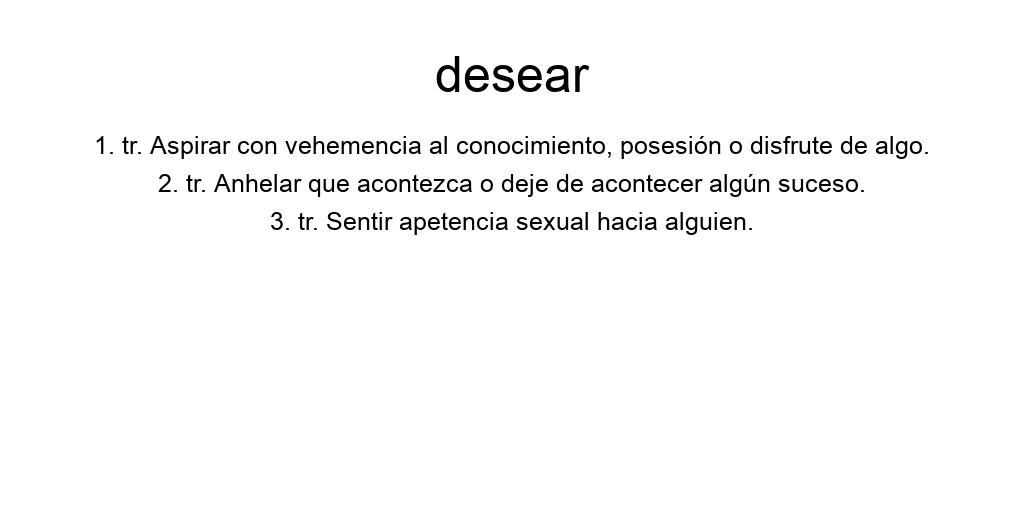 desear
1. tr. Aspirar con vehemencia al conocimiento, posesión o disfrute de algo.
2. tr. Anhelar que acontezca o deje de acontecer algún suceso.
3. tr. Sentir apetencia sexual hacia alguien.